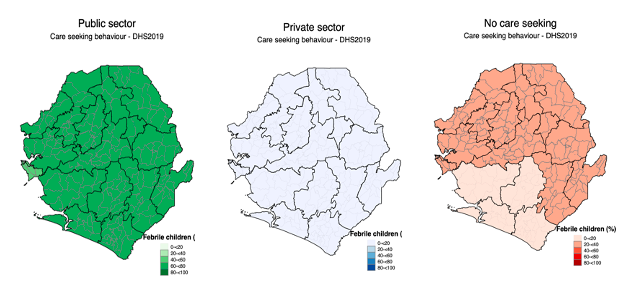 Public sector
Care seeking behaviour - DHS2019
Febrile children (
0-<20
20-<40
40-<60
60-<80
80-<100
Private sector
Care seeking behaviour - DHS2019
Febrile children (
0-<20
20-<40
40-<60
60-<80
80-<100
No care seeking
Care seeking behaviour - DHS2019
Febrile children (%)
0-<20
20-<40
40-<60
60-<80
80-<100